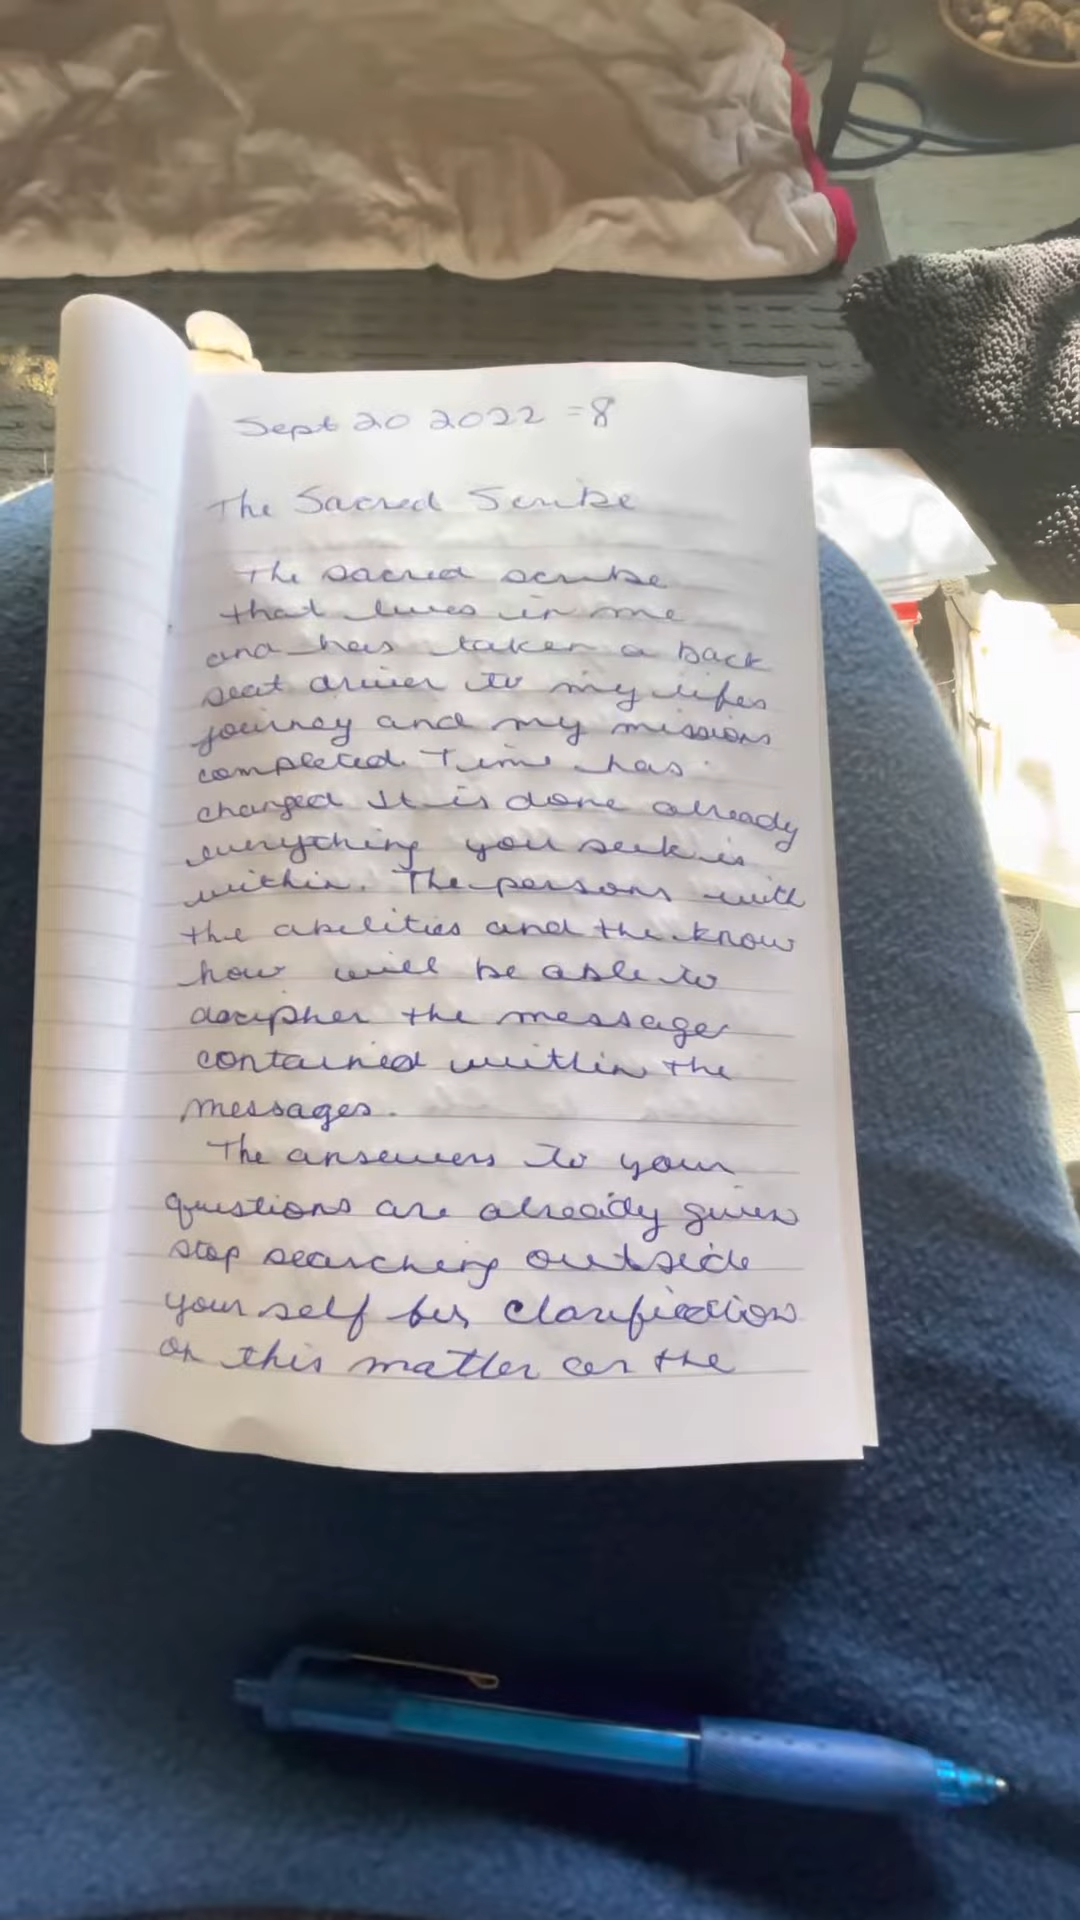 Sept 20 2022 = 8
The Sacred Scribe
The sacred scribe
that lives in me
and has taken a back
seat driver to my lifes
journey and my missions
completed. Time has
changed It is done already
everything you seek is
within. The persons with
the abilities and the know
how will be able to
decipher the message
contained within the
messages.
The answers to your
questions are already given
stop searching outside
your self for clarification
on this matter or the